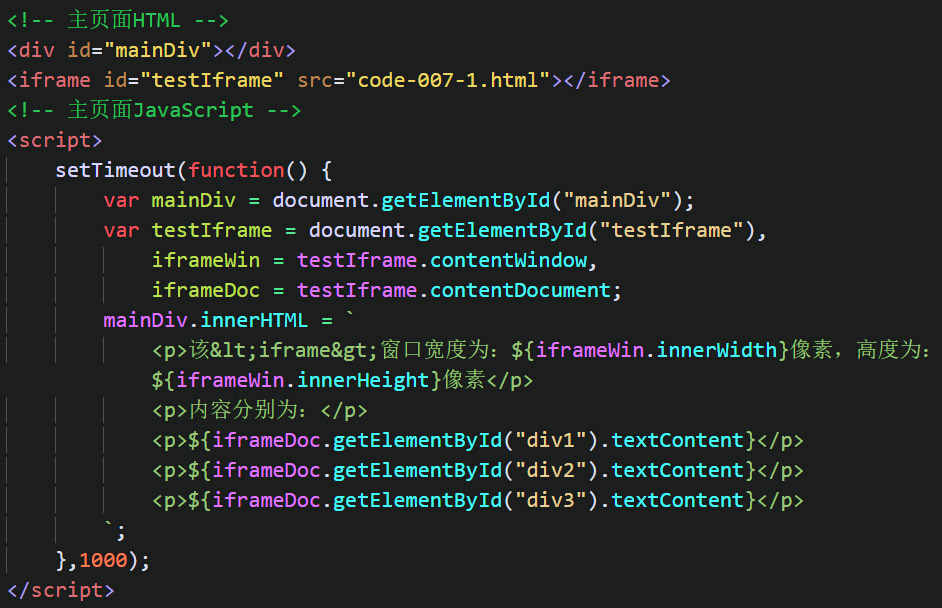 <!-- 主页面HTML -->
<div id="mainDiv"></div>
<iframe id="testIframe" src="code-007-1.html"></iframe>
<!-- 主页面JavaScript -->
<script>
    setTimeout(function() {
        var mainDiv = document.getElementById("mainDiv");
        var testIframe = document.getElementById("testIframe"),
            iframeWin = testIframe.contentWindow,
            iframeDoc = testIframe.contentDocument;
        mainDiv.innerHTML = `
            <p>该&lt;iframe&gt;窗口宽度为：${iframeWin.innerWidth}像素，高度为：
            ${iframeWin.innerHeight}像素</p>
            <p>内容分别为：</p>
            <p>${iframeDoc.getElementById("div1").textContent}</p>
            <p>${iframeDoc.getElementById("div2").textContent}</p>
            <p>${iframeDoc.getElementById("div3").textContent}</p>
        `;
    },1000);
</script>